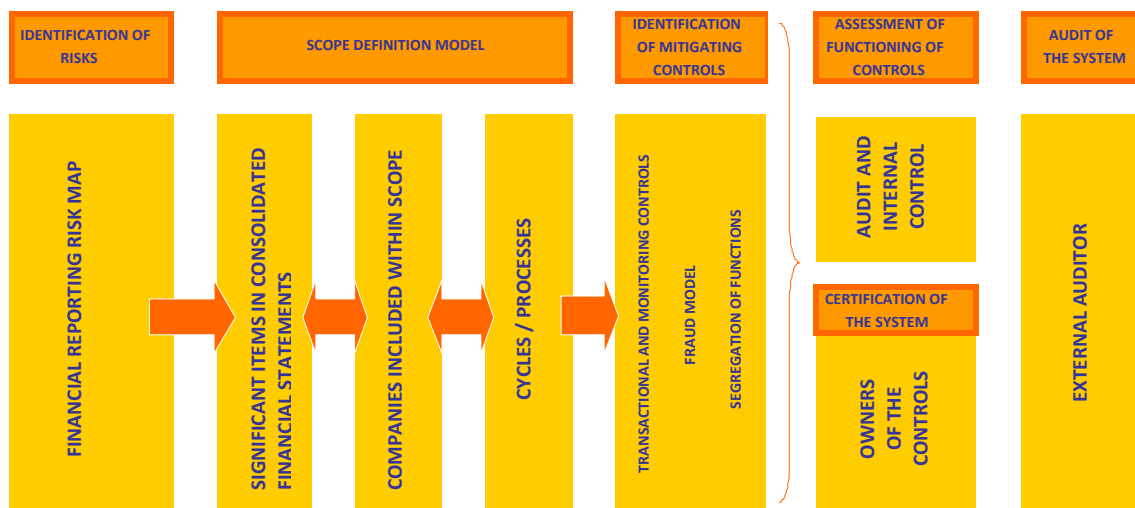 IDENTIFICATION OF
RISKS
SCOPE DEFINITION MODEL
IDENTIFICATION
OF MITIGATING
CONTROLS
ASSESSMENT OF
FUNCTIONING OF
CONTROLS
AUDIT OF
THE SYSTEM
FINANCIAL REPORTING RISK MAP
SIGNIFICANT ITEMS IN CONSOLIDATED
FINANCIAL STATEMENTS
COMPANIES INCLUDED WITHIN SCOPE
CYCLES / PROCESSES
TRANSACTIONAL AND MONITORING CONTROLS
FRAUD MODEL
SEGREGATION OF FUNCTIONS
AUDIT AND
INTERNAL
CONTROL
CERTIFICATION OF
THE SYSTEM
OWNERS
OF THE
CONTROLS
EXTERNAL AUDITOR